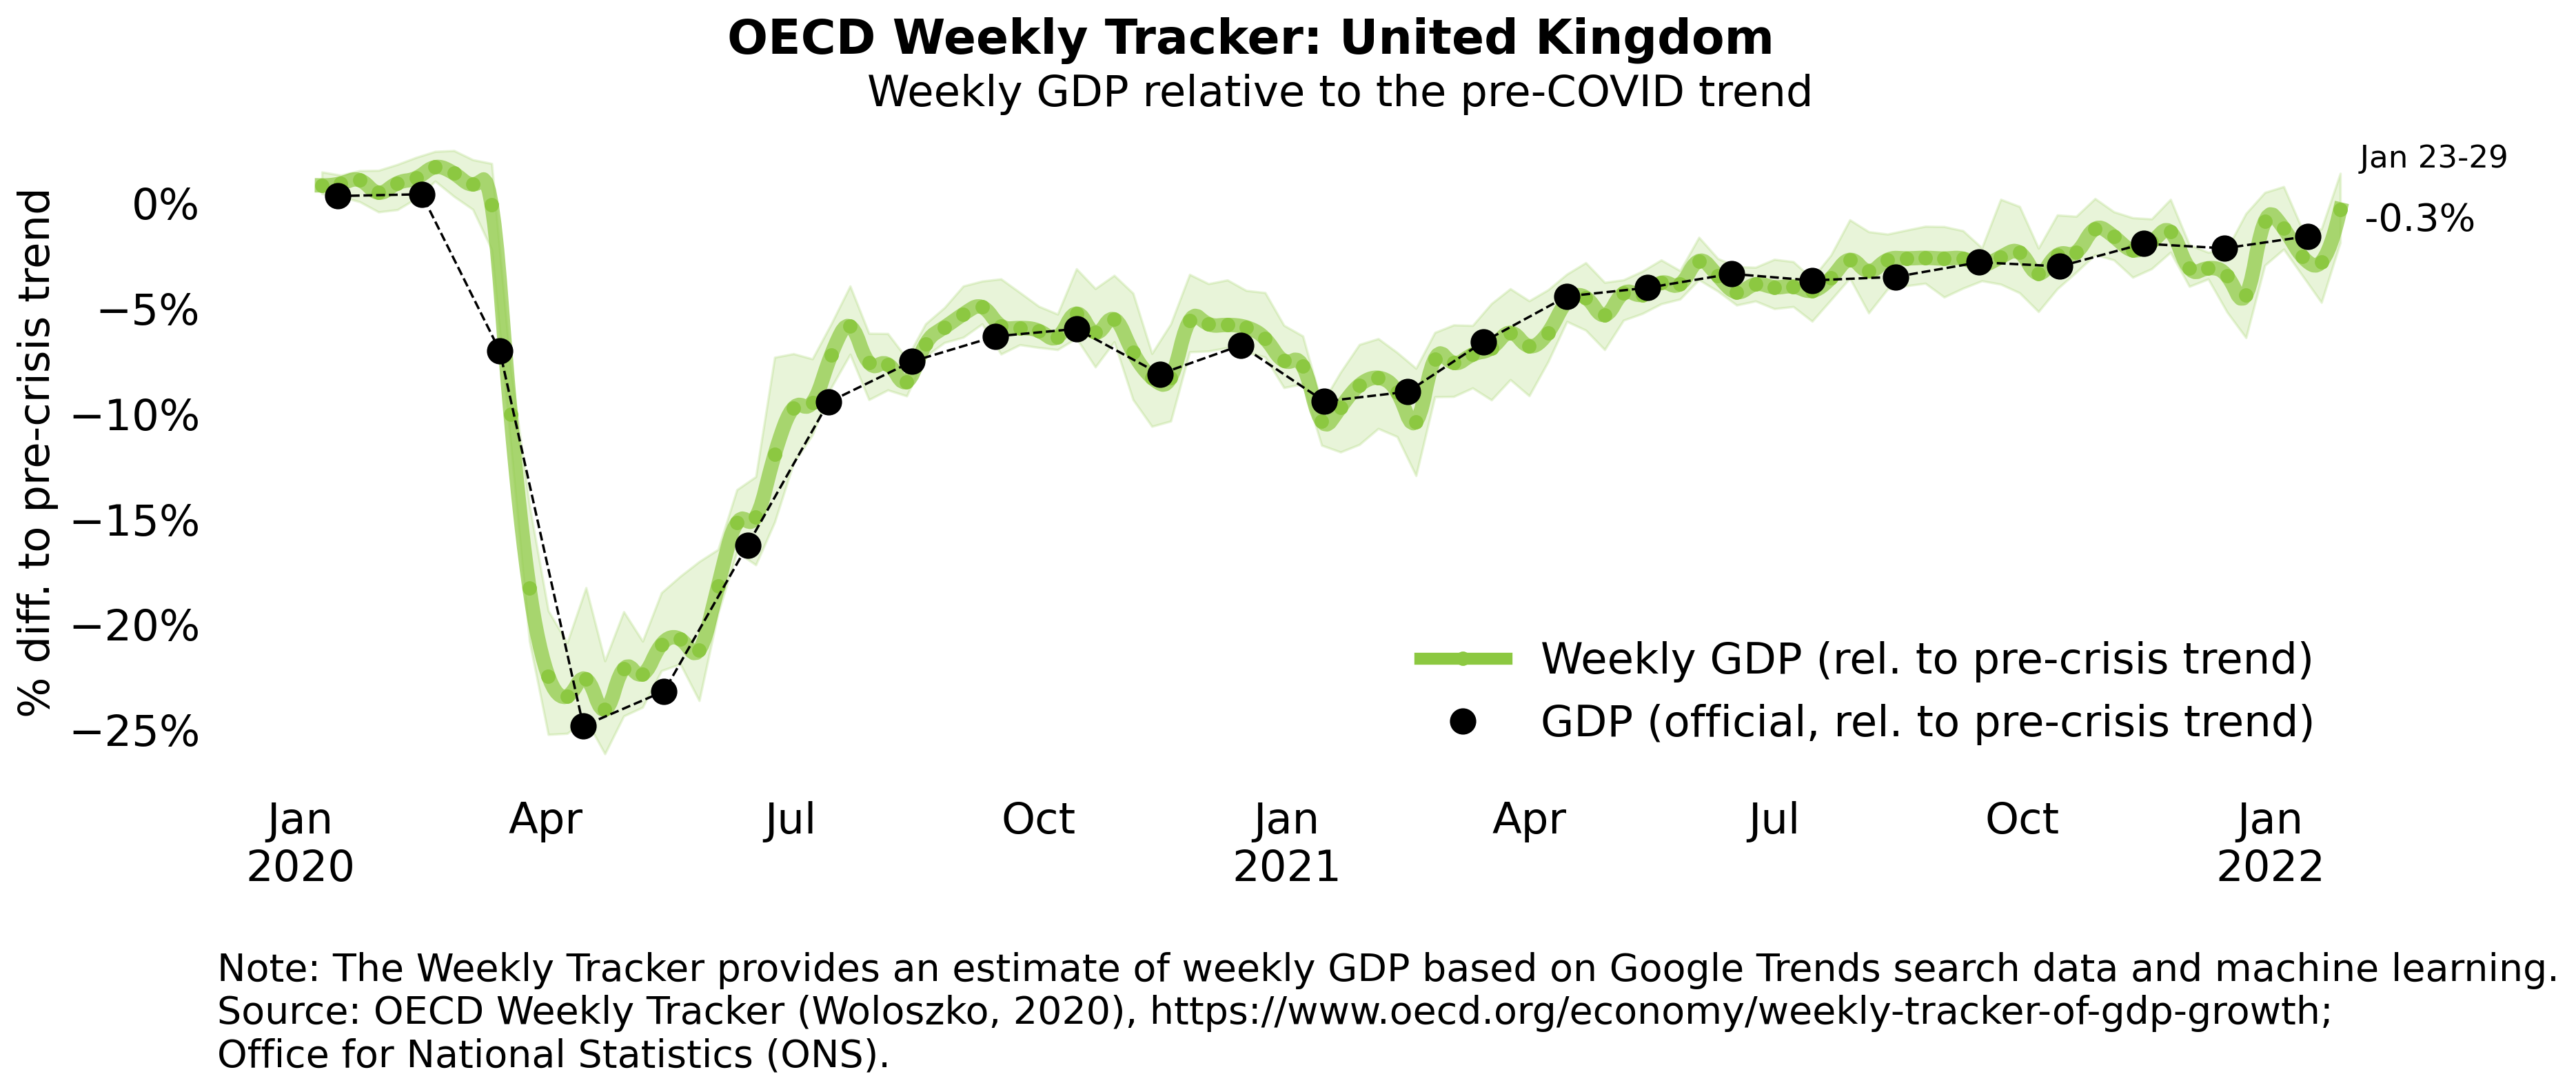 OECD Weekly Tracker: United Kingdom
Weekly GDP relative to the pre-COVID trend
% diff. to pre-crisis trend
0%
−5%
−10%
−15%
−20%
−25%
Jan 23-29
-0.3%
Weekly GDP (rel. to pre-crisis trend)
GDP (official, rel. to pre-crisis trend)
Jan Apr Jul Oct Jan Apr Jul Oct Jan
2020 2021 2022
Note: The Weekly Tracker provides an estimate of weekly GDP based on Google Trends search data and machine learning.
Source: OECD Weekly Tracker (Woloszko, 2020), https://www.oecd.org/economy/weekly-tracker-of-gdp-growth;
Office for National Statistics (ONS).